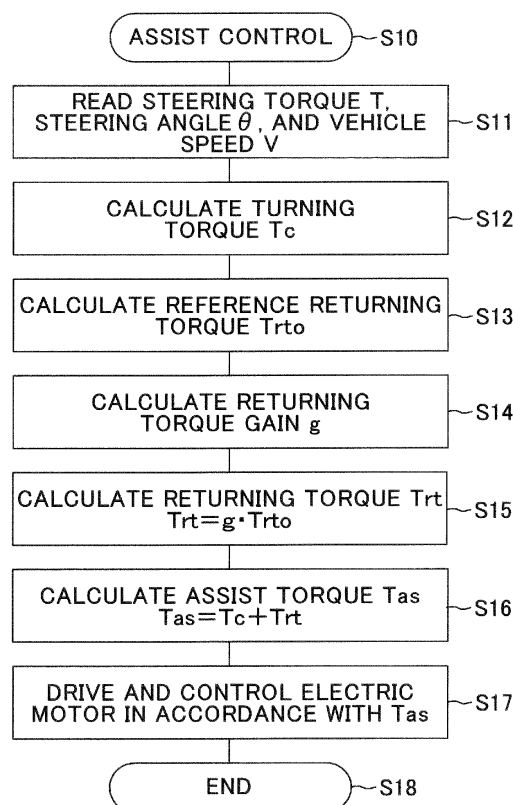 ASSIST CONTROL
S10
READ STEERING TORQUE T,
STEERING ANGLE θ, AND VEHICLE
SPEED V
S11
CALCULATE TURNING
TORQUE Tc
S12
CALCULATE REFERENCE RETURNING
TORQUE Trto
S13
CALCULATE RETURNING
TORQUE GAIN g
S14
CALCULATE RETURNING TORQUE Trt
Trt=g・Trto
S15
CALCULATE ASSIST TORQUE Tas
Tas=Tc+Trt
S16
DRIVE AND CONTROL ELECTRIC
MOTOR IN ACCORDANCE WITH Tas
S17
END
S18